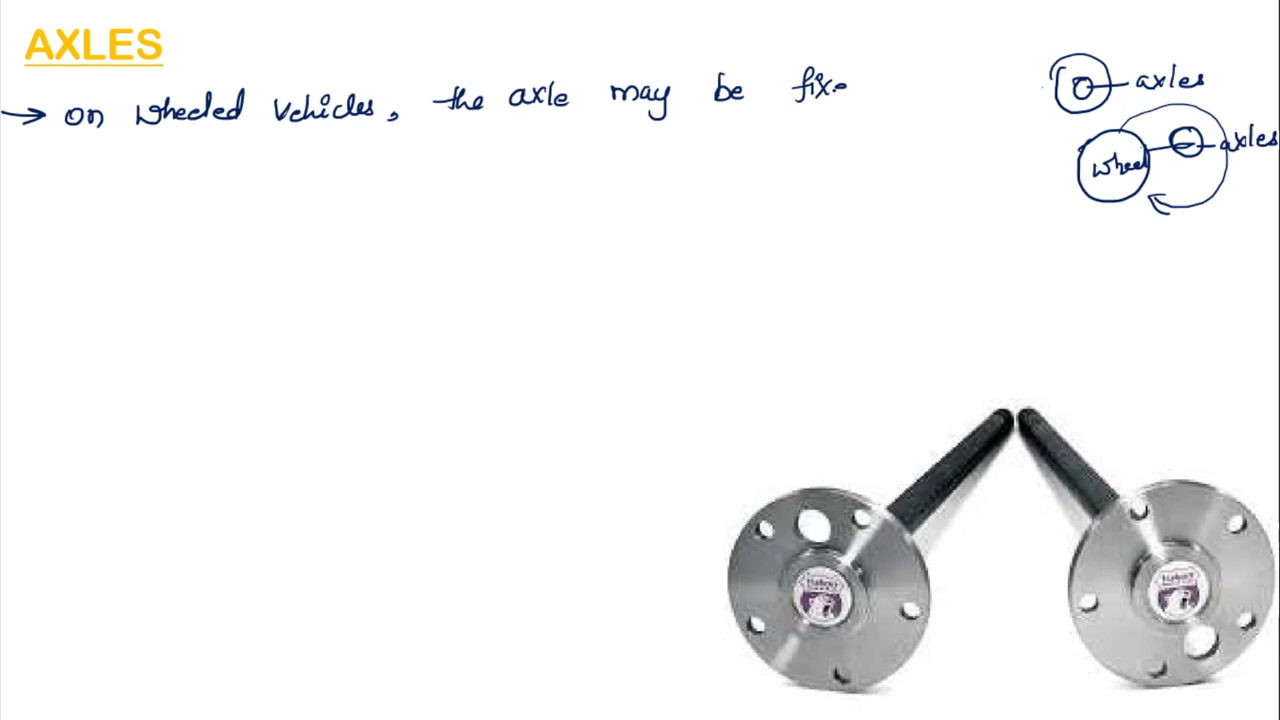 AXLES
→ on wheeled vehicles, the axle may be fix.
axles
wheel
axles